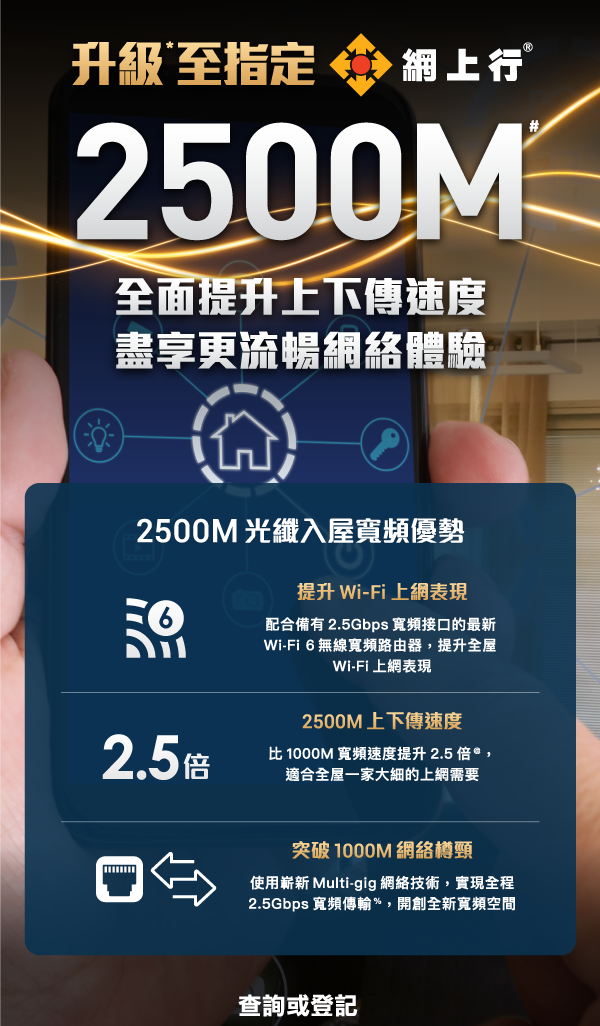 升級*至指定 網上行®
2500M#
全面提升上下傳速度
盡享更流暢網絡體驗
2500M 光纖入屋寬頻優勢
提升 Wi-Fi 上網表現
6
配合備有 2.5Gbps 寬頻接口的最新
Wi-Fi 6 無線寬頻路由器，提升全屋
Wi-Fi 上網表現
2500M 上下傳速度
2.5倍
比 1000M 寬頻速度提升 2.5 倍@，
適合全屋一家大細的上網需要
突破 1000M 網絡樽頸
使用嶄新 Multi-gig 網絡技術，實現全程
2.5Gbps 寬頻傳輸%，開創全新寬頻空間
查詢或登記